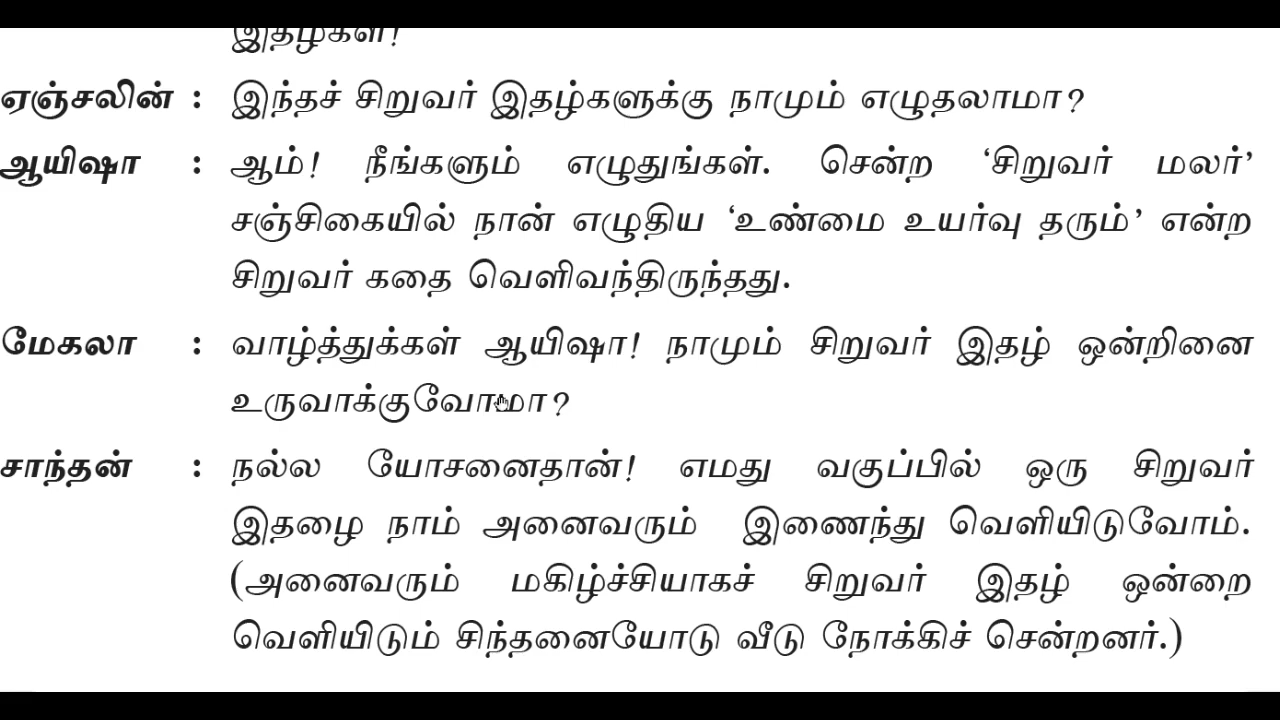 இதழ்கள்!
ஏஞ்சலின் : இந்தச் சிறுவர் இதழ்களுக்கு நாமும் எழுதலாமா?
ஆயிஷா : ஆம்! நீங்களும் எழுதுங்கள். சென்ற ‘சிறுவர் மலர்’
சஞ்சிகையில் நான் எழுதிய ‘உண்மை உயர்வு தரும்’ என்ற
சிறுவர் கதை வெளிவந்திருந்தது.
மேகலா : வாழ்த்துக்கள் ஆயிஷா! நாமும் சிறுவர் இதழ் ஒன்றினை
உருவாக்குவோமா?
சாந்தன் : நல்ல யோசனைதான்! எமது வகுப்பில் ஒரு சிறுவர்
இதழை நாம் அனைவரும் இணைந்து வெளியிடுவோம்.
(அனைவரும் மகிழ்ச்சியாகச் சிறுவர் இதழ் ஒன்றை
வெளியிடும் சிந்தனையோடு வீடு நோக்கிச் சென்றனர்.)